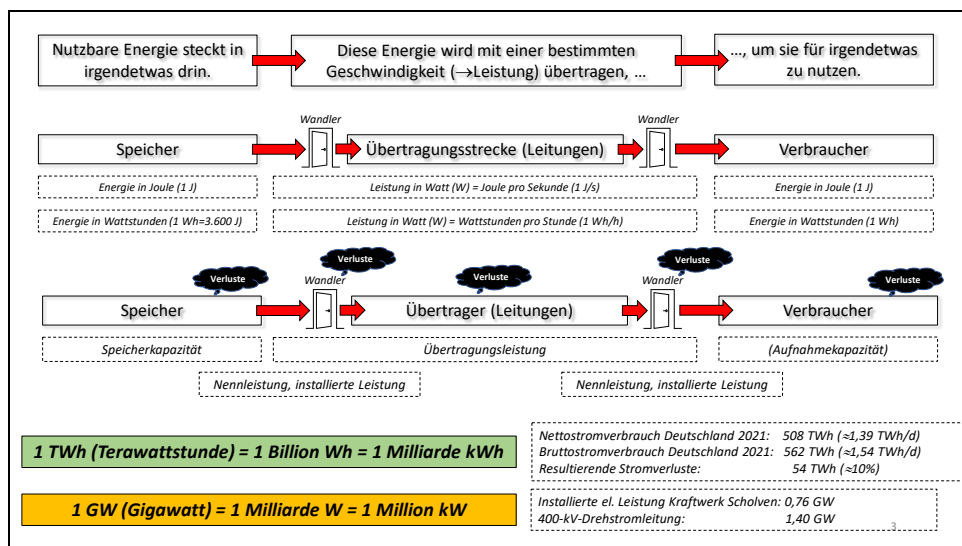 Nutzbare Energie steckt in
irgendetwas drin.
Diese Energie wird mit einer bestimmten
Geschwindigkeit (→Leistung) übertragen, …
…, um sie für irgendetwas
zu nutzen.
Wandler
Wandler
Speicher
Übertragungsstrecke (Leitungen)
Verbraucher
Energie in Joule (1 J)
Leistung in Watt (W) = Joule pro Sekunde (1 J/s)
Energie in Joule (1 J)
Energie in Wattstunden (1 Wh=3.600 J)
Leistung in Watt (W) = Wattstunden pro Stunde (1 Wh/h)
Energie in Wattstunden (1 Wh)
Verluste
Verluste
Verluste
Verluste
Verluste
Wandler
Wandler
Speicher
Übertrager (Leitungen)
Verbraucher
Speicherkapazität
Übertragungsleistung
(Aufnahmekapazität)
Nennleistung, installierte Leistung
Nennleistung, installierte Leistung
1 TWh (Terawattstunde) = 1 Billion Wh = 1 Milliarde kWh
Nettostromverbrauch Deutschland 2021: 508 TWh (≈1,39 TWh/d)
Bruttostromverbrauch Deutschland 2021: 562 TWh (≈1,54 TWh/d)
Resultierende Stromverluste: 54 TWh (≈10%)
1 GW (Gigawatt) = 1 Milliarde W = 1 Million kW
Installierte el. Leistung Kraftwerk Scholven: 0,76 GW
400-kV-Drehstromleitung: 1,40 GW
3